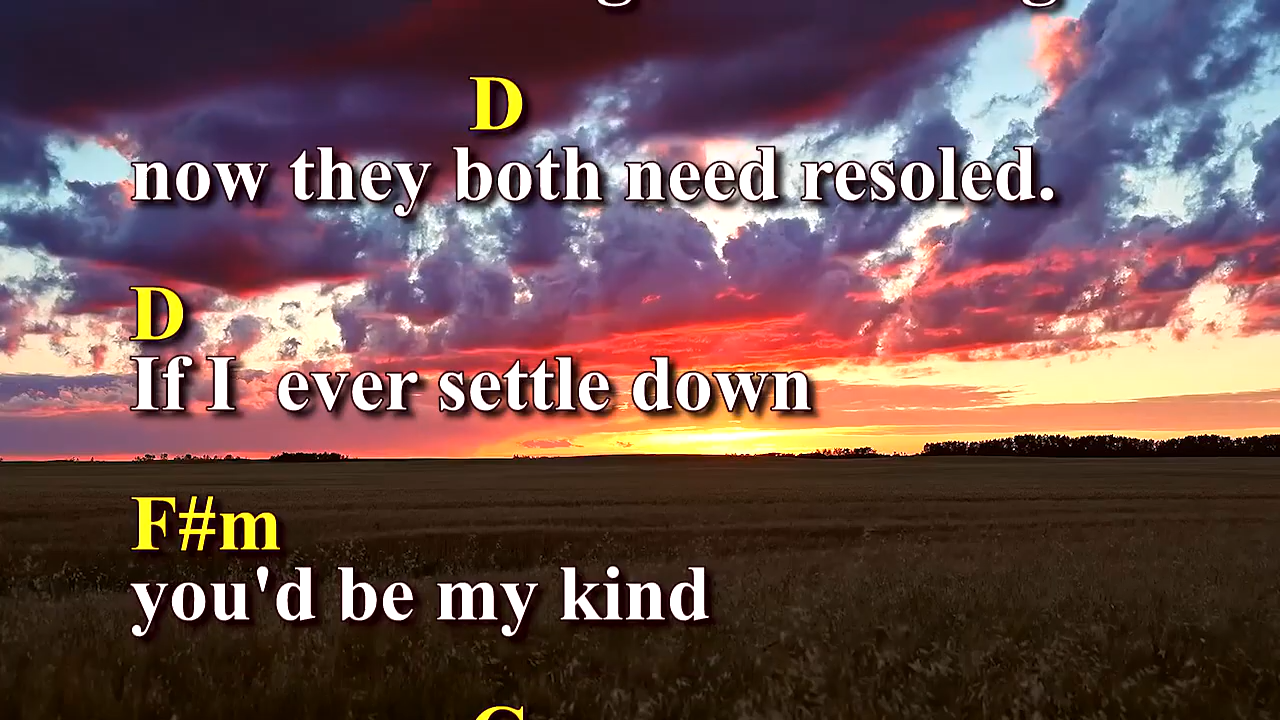 D
now they both need resoled.
D
If I ever settle down
F#m
you'd be my kind